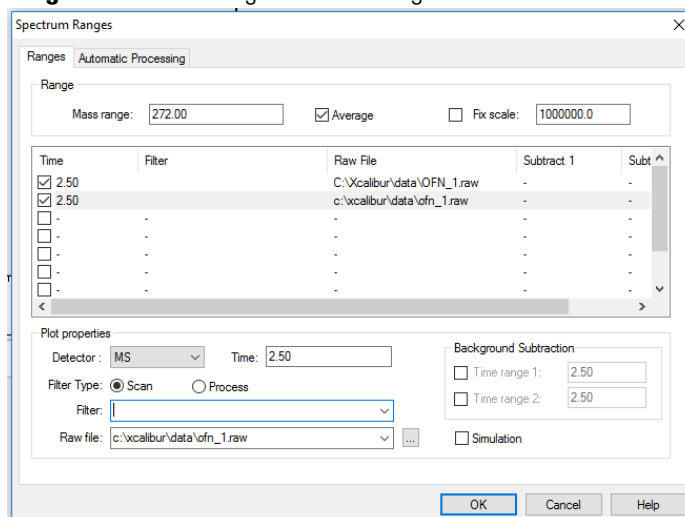 Spectrum Ranges
Ranges Automatic Processing
Range
Mass range: 272.00 Average Fix scale: 1000000.0
Time Filter Raw File Subtract 1 Subt
2.50 C:\Xcalibur\data\OFN_1.raw - -
2.50 c:\xcalibur\data\ofn_1.raw - -
- - - - -
- - - - -
- - - - -
- - - - -
- - - - -
Plot properties
Detector : MS Time: 2.50
Filter Type: Scan Process
Filter:
Raw file: c:\xcalibur\data\ofn_1.raw ...
Background Subtraction
Time range 1: 2.50
Time range 2: 2.50
Simulation
OK Cancel Help